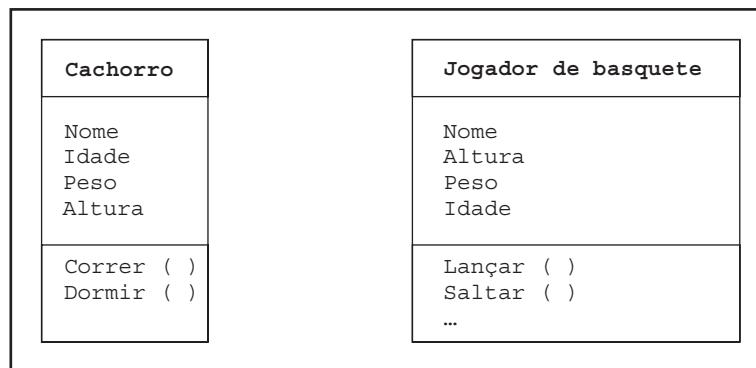 Cachorro
Nome
Idade
Peso
Altura
Correr ( )
Dormir ( )
Jogador de basquete
Nome
Altura
Peso
Idade
Lançar ( )
Saltar ( )
…